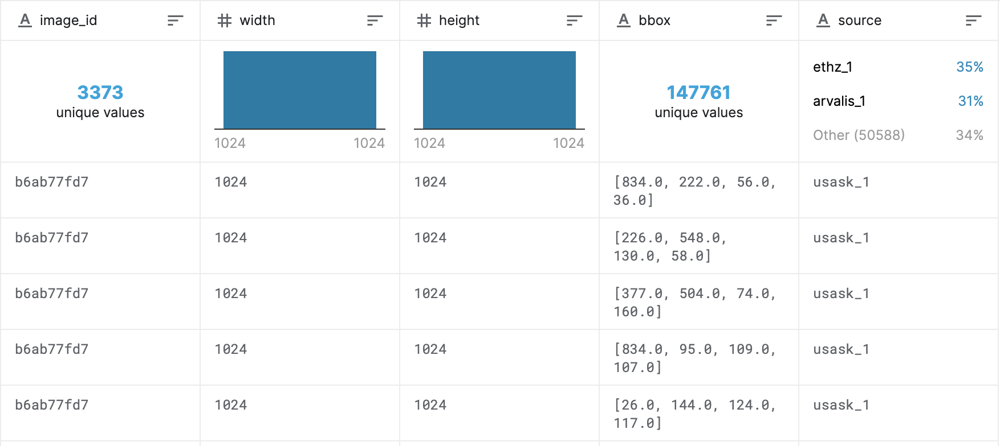 A image_id
# width
# height
A bbox
A source
3373
unique values
1024 1024
1024 1024
147761
unique values
ethz_1 35%
arvalis_1 31%
Other (50588) 34%
b6ab77fd7 1024 1024 [834.0, 222.0, 56.0, usask_1
36.0]
b6ab77fd7 1024 1024 [226.0, 548.0, usask_1
130.0, 58.0]
b6ab77fd7 1024 1024 [377.0, 504.0, 74.0, usask_1
160.0]
b6ab77fd7 1024 1024 [834.0, 95.0, 109.0, usask_1
107.0]
b6ab77fd7 1024 1024 [26.0, 144.0, 124.0, usask_1
117.0]